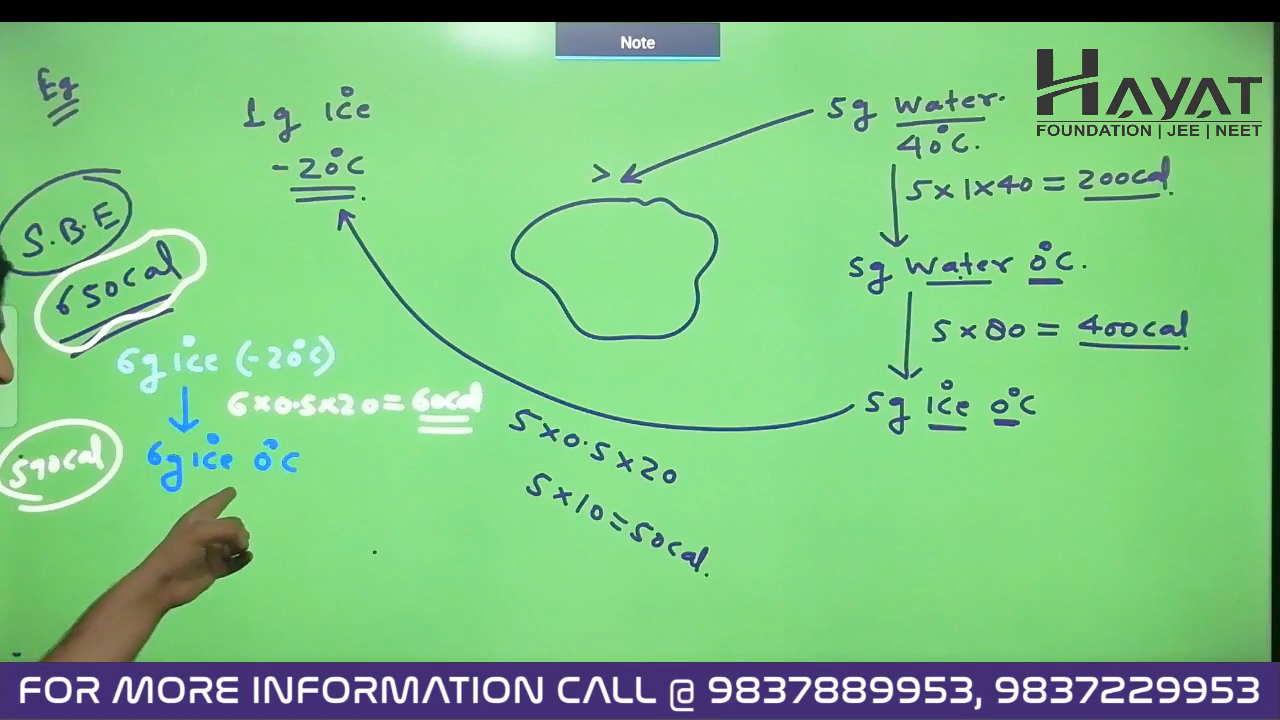 Note
HAYAT
FOUNDATION | JEE | NEET
Eg
1g ice
-20°C
S.B.E
650cal
6g ice (-20°C)
6×0.5×20 = 60cal
590cal
6g ice 0°C
>
5g water.
40°C.
5×1×40 = 200cal.
5g water 0°C.
5×80 = 400cal.
5g ice 0°C
5×0.5×20
5×10=50cal.
FOR MORE INFORMATION CALL @ 9837889953, 9837229953